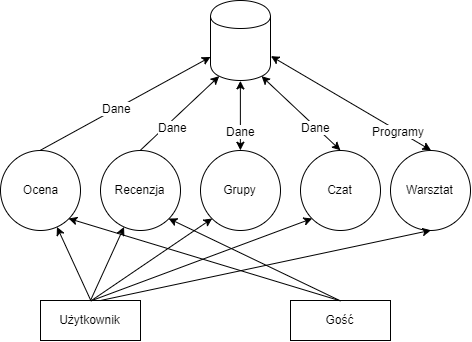 Dane
Dane
Dane
Dane
Programy
Ocena
Recenzja
Grupy
Czat
Warsztat
Użytkownik
Gość